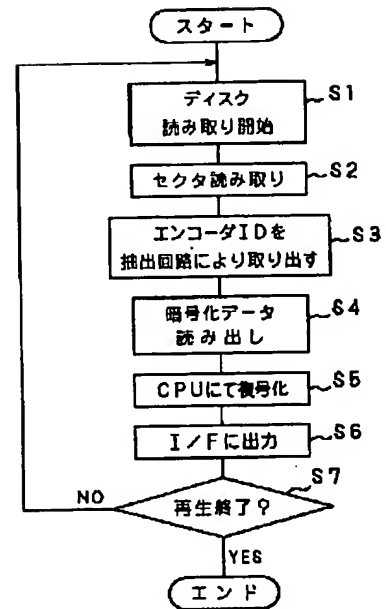 スタート
ディスク
読み取り開始
S1
セクタ読み取り
S2
エンコーダIDを
抽出回路により取り出す
S3
暗号化データ
読み出し
S4
CPUにて復号化
S5
I/Fに出力
S6
再生終了?
S7
NO
YES
エンド